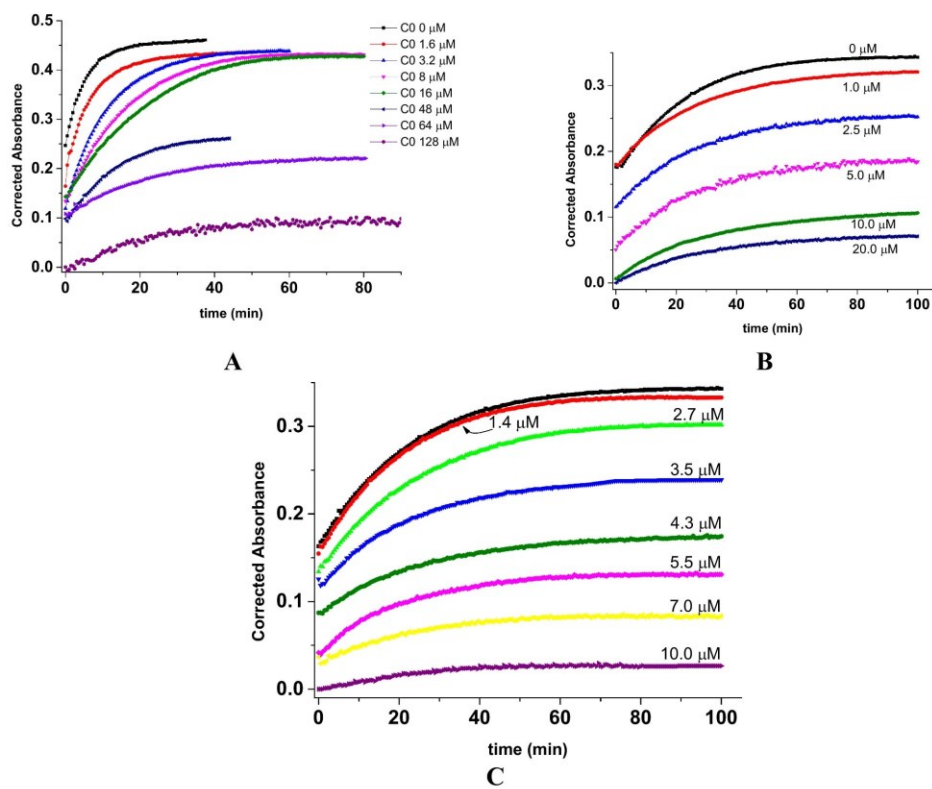 0.5
0.4
0.3
0.2
0.1
0.0
Corrected Absorbance
0 20 40 60 80
time (min)
C0 0 μM
C0 1.6 μM
C0 3.2 μM
C0 8 μM
C0 16 μM
C0 48 μM
C0 64 μM
C0 128 μM
A
0.3
0.2
0.1
0.0
Corrected Absorbance
0 μM
1.0 μM
2.5 μM
5.0 μM
10.0 μM
20.0 μM
0 20 40 60 80 100
time (min)
B
0.3
0.2
0.1
0.0
Corrected Absorbance
1.4 μM
2.7 μM
3.5 μM
4.3 μM
5.5 μM
7.0 μM
10.0 μM
0 20 40 60 80 100
time (min)
C